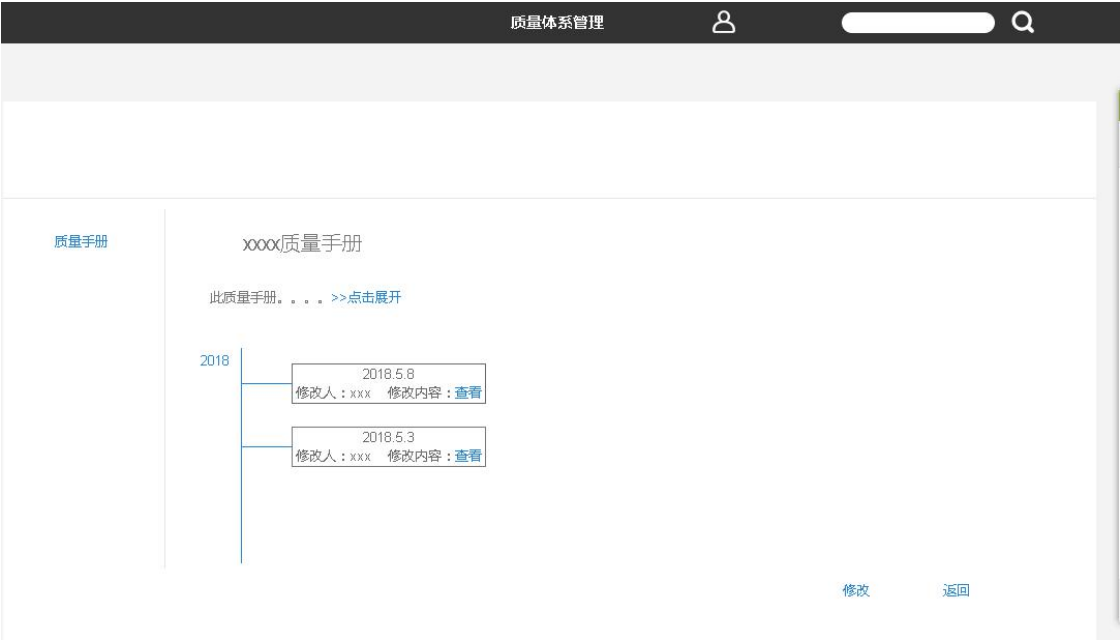 质量体系管理
质量手册
xxxx质量手册
此质量手册。。。。>>点击展开
2018
2018.5.8
修改人：xxx 修改内容：查看
2018.5.3
修改人：xxx 修改内容：查看
修改 返回